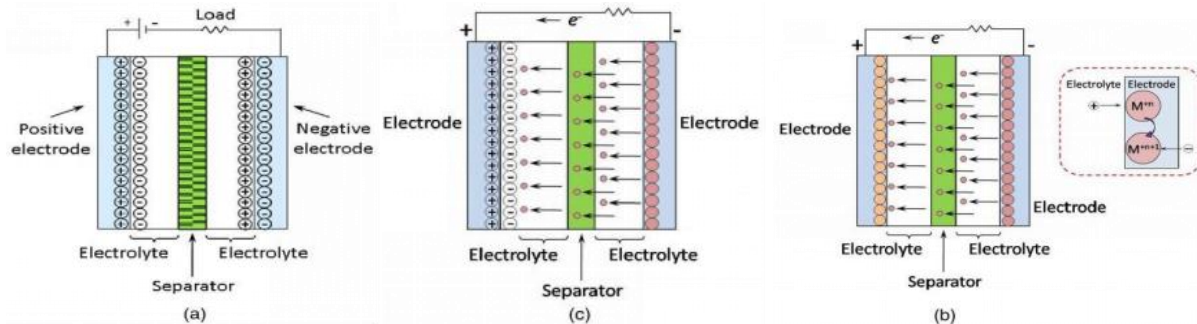 +
-
Load
Positive
electrode
Negative
electrode
Electrolyte
Electrolyte
Separator
(a)
e⁻
+
-
Electrode
Electrode
Electrolyte
Electrolyte
Separator
(c)
e⁻
+
-
Electrode
Electrode
Electrolyte
Electrolyte
Separator
(b)
Electrolyte
Electrode
M⁺ⁿ
M⁺ⁿ⁺¹